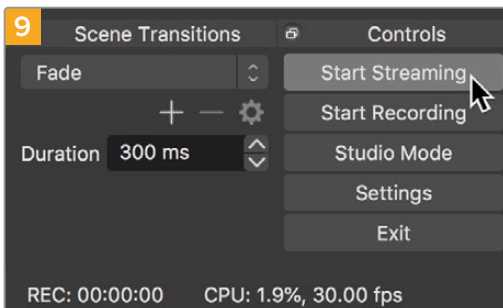 9
Scene Transitions
Controls
Fade
Start Streaming
Start Recording
Duration 300 ms
Studio Mode
Settings
Exit
REC: 00:00:00 CPU: 1.9%, 30.00 fps